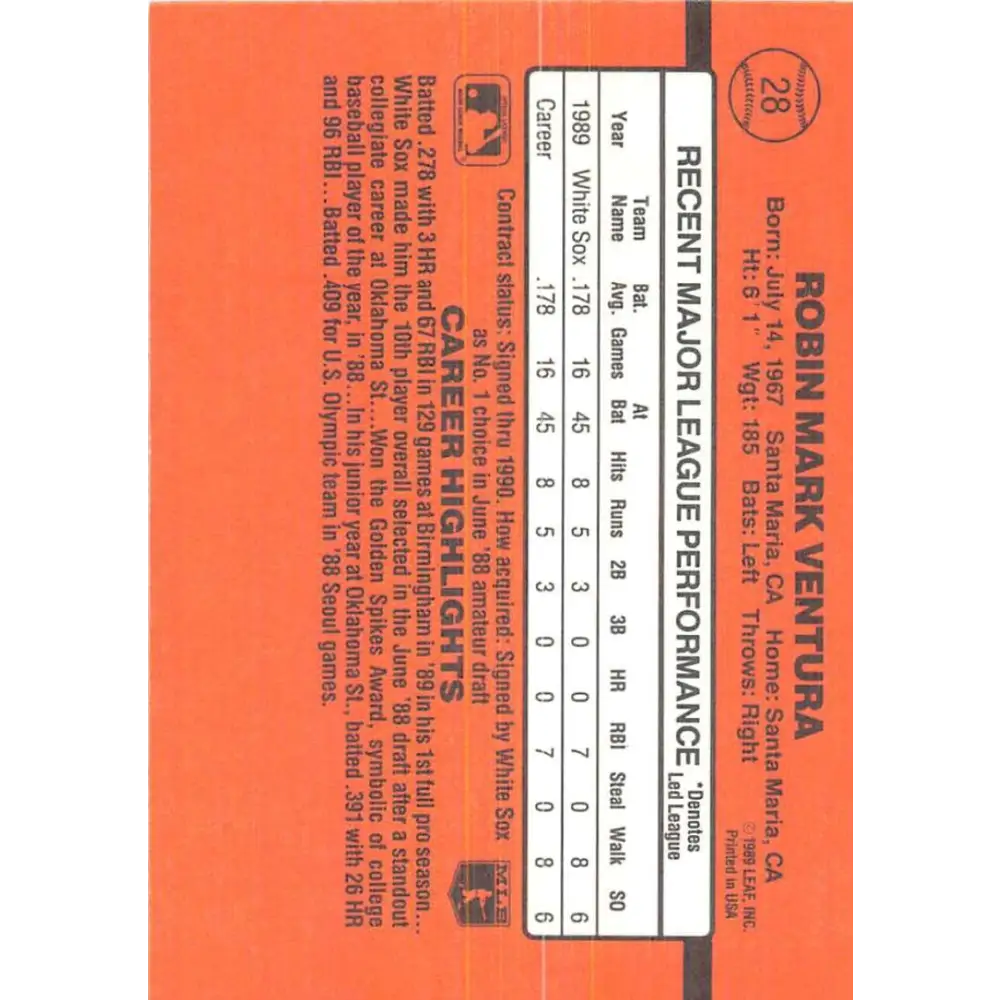 28
ROBIN MARK VENTURA
Born: July 14, 1967 Santa Maria, CA Home: Santa Maria, CA
Ht: 6'1" Wgt: 185 Bats: Left Throws: Right
© 1989 LEAF, INC.
Printed in USA
RECENT MAJOR LEAGUE PERFORMANCE
*Denotes
Led League
Year Team Name Bat. Avg. Games At Bat Hits Runs 2B 3B HR RBI Steal Walk SO
1989 White Sox .178 16 45 8 5 3 0 0 7 0 8 6
Career .178 16 45 8 5 3 0 0 7 0 8 6
Contract status: Signed thru 1990. How acquired: Signed by White Sox
as No. 1 choice in June '88 amateur draft
MLB
CAREER HIGHLIGHTS
Batted .278 with 3 HR and 67 RBI in 129 games at Birmingham in '89 in his 1st full pro season...
White Sox made him the 10th player overall selected in the June '88 draft after a standout
collegiate career at Oklahoma St....Won the Golden Spikes Award, symbolic of college
baseball player of the year, in '88...In his junior year at Oklahoma St., batted .391 with 26 HR
and 96 RBI...Batted .409 for U.S. Olympic team in '88 Seoul games.